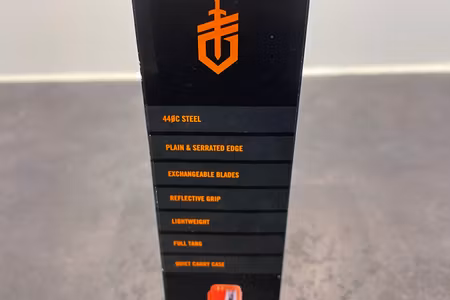 440C STEEL
PLAIN & SERRATED EDGE
EXCHANGEABLE BLADES
REFLECTIVE GRIP
LIGHTWEIGHT
FULL TANG
QUIET CARRY CASE